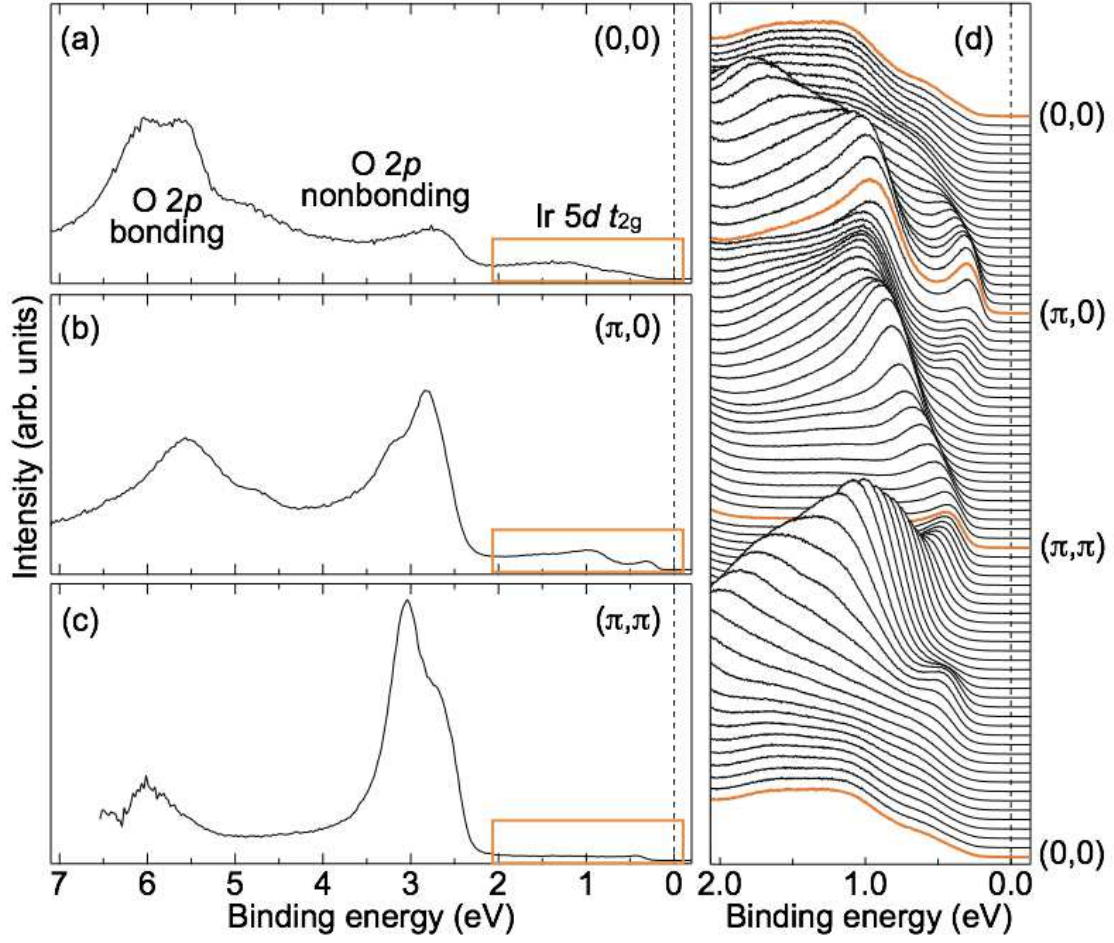 (a)
(0,0)
O 2p
bonding
O 2p
nonbonding
Ir 5d t2g
(b)
(π,0)
(c)
(π,π)
Intensity (arb. units)
7 6 5 4 3 2 1 0
Binding energy (eV)
(d)
(0,0)
(π,0)
(π,π)
(0,0)
2.0 1.0 0.0
Binding energy (eV)